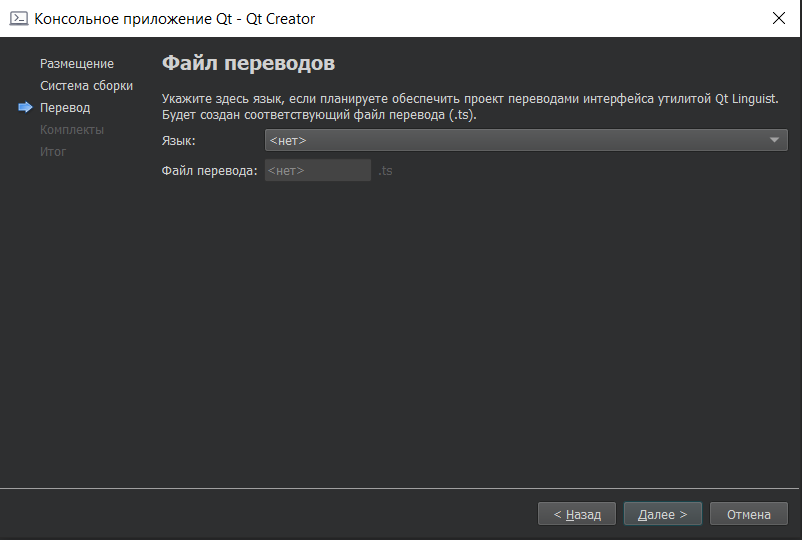 Консольное приложение Qt - Qt Creator
Размещение
Система сборки
Перевод
Комплекты
Итог
Файл переводов
Укажите здесь язык, если планируете обеспечить проект переводами интерфейса утилитой Qt Linguist.
Будет создан соответствующий файл перевода (.ts).
Язык: <нет>
Файл перевода: <нет> .ts
< Назад Далее > Отмена